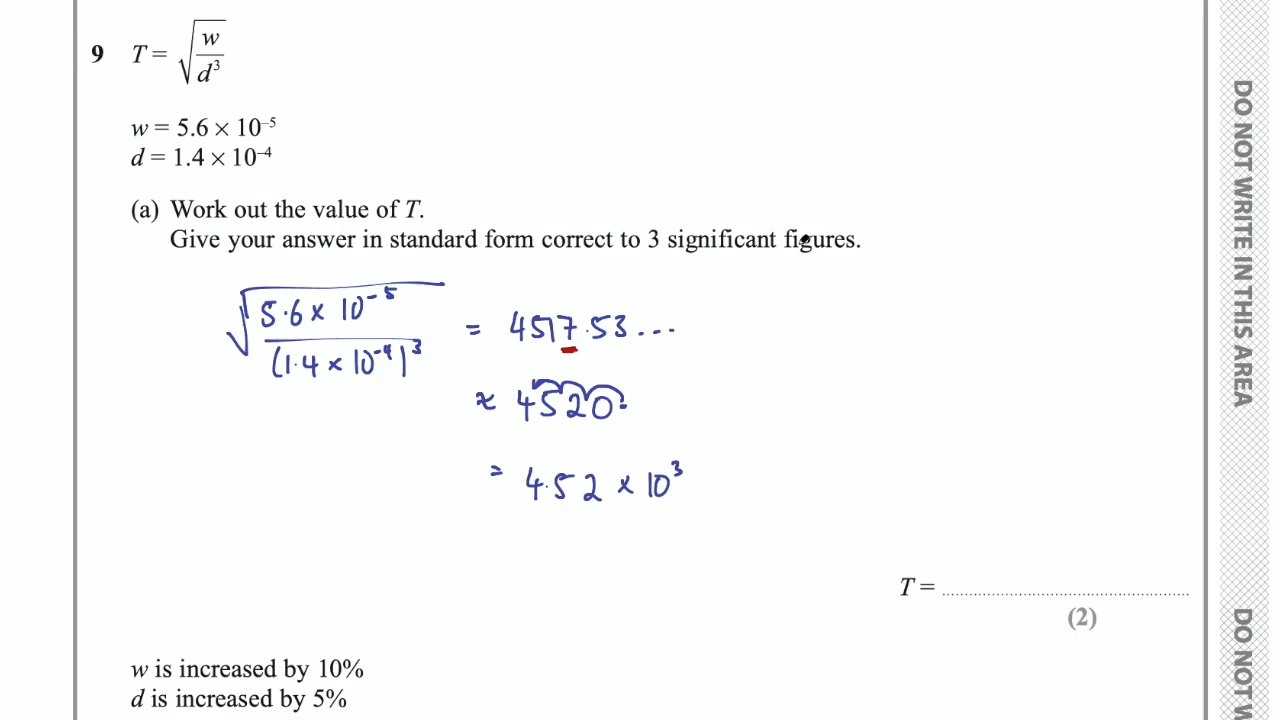 9 T = √(w/d³)
w = 5.6 × 10⁻⁵
d = 1.4 × 10⁻⁴
(a) Work out the value of T.
Give your answer in standard form correct to 3 significant figures.
√(5.6 × 10⁻⁵/(1.4 × 10⁻⁴)³) = 4517.53...
≈ 4520.
= 4.52 × 10³
T = ..................................................
(2)
w is increased by 10%
d is increased by 5%
DO NOT WRITE IN THIS AREA
DO NOT W